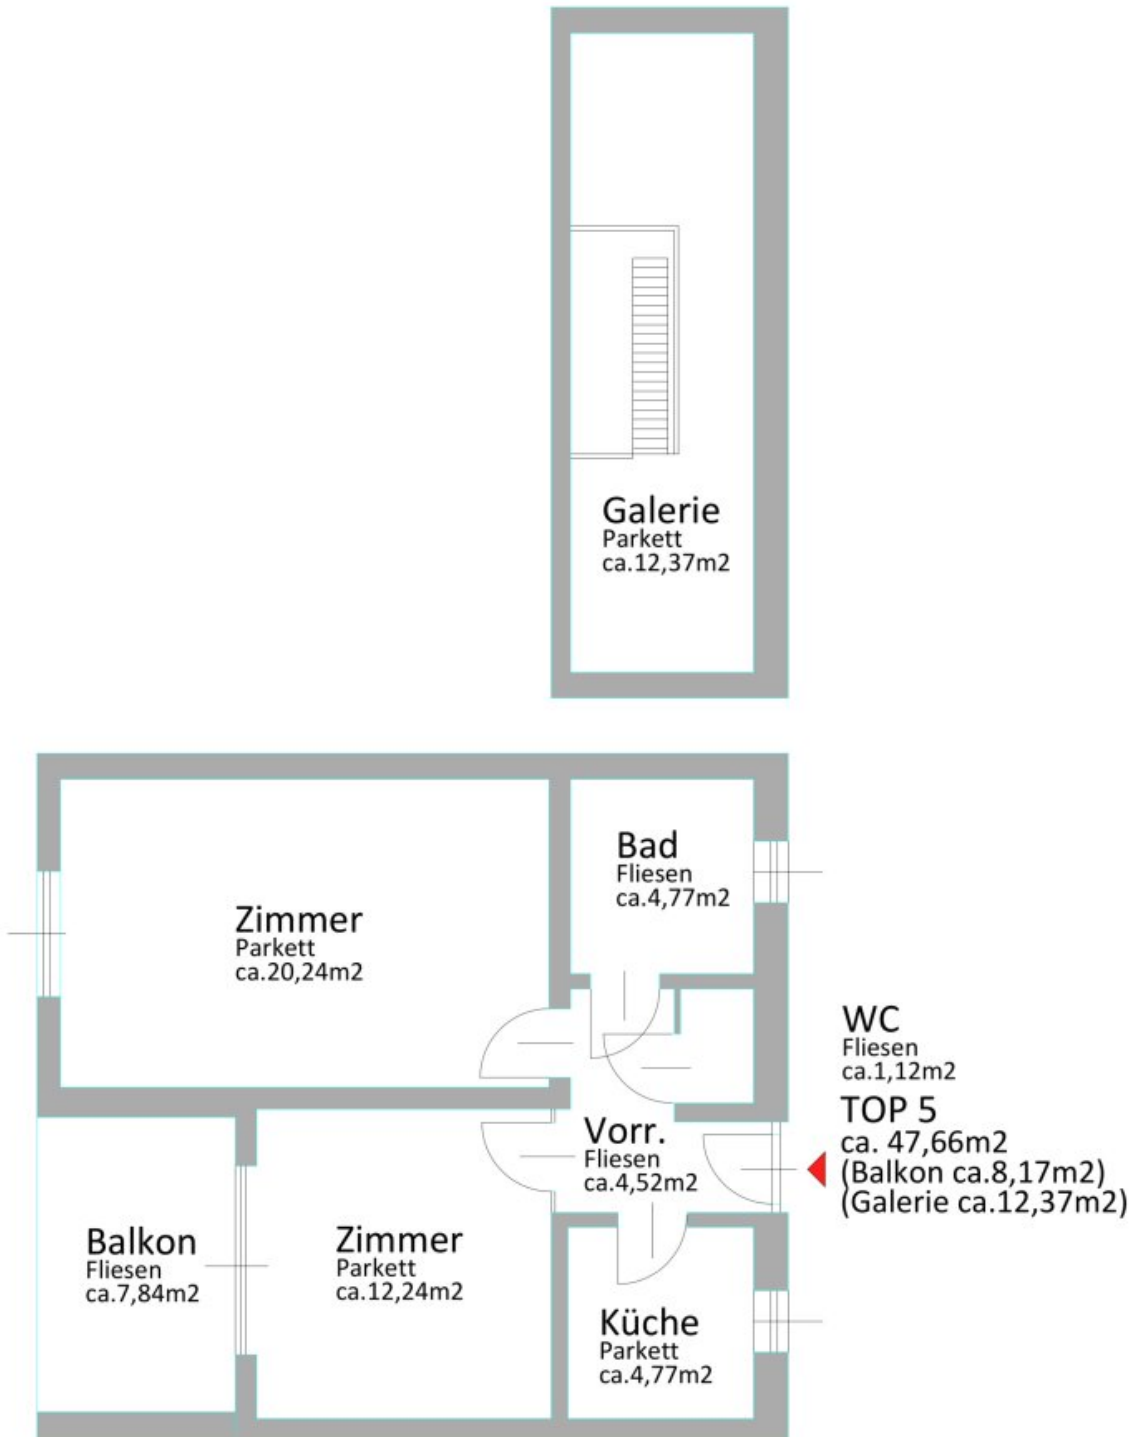 Galerie
Parkett
ca.12,37m2
Bad
Fliesen
ca.4,77m2
Zimmer
Parkett
ca.20,24m2
WC
Fliesen
ca.1,12m2
TOP 5
ca. 47,66m2
(Balkon ca.8,17m2)
(Galerie ca.12,37m2)
Vorr.
Fliesen
ca.4,52m2
Balkon
Fliesen
ca.7,84m2
Zimmer
Parkett
ca.12,24m2
Küche
Parkett
ca.4,77m2